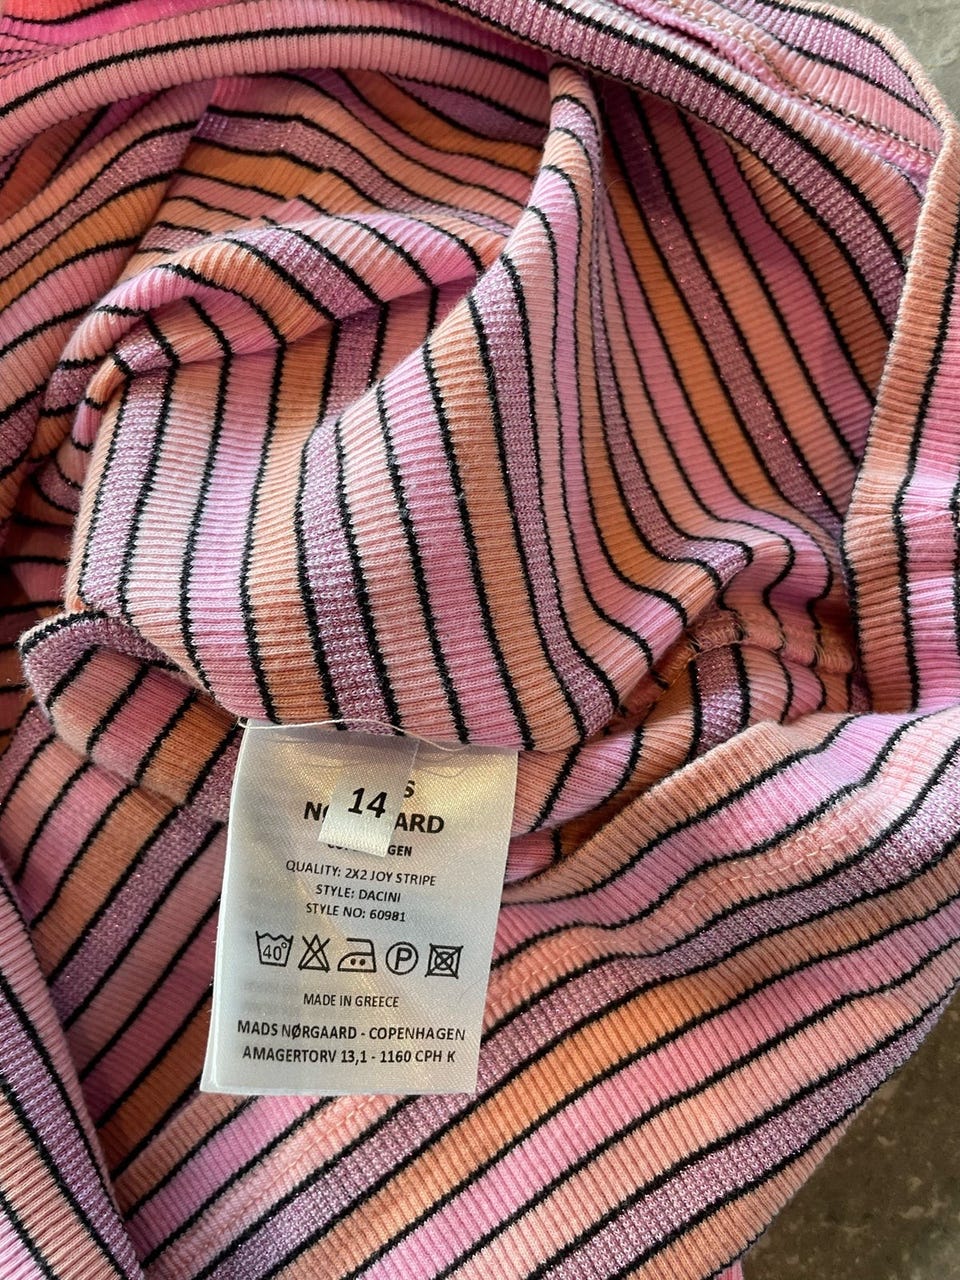 14
QUALITY: 2X2 JOY STRIPE
STYLE: DACINI
STYLE NO: 60981
40°
P
MADE IN GREECE
MADS NØRGAARD - COPENHAGEN
AMAGERTORV 13,1 - 1160 CPH K